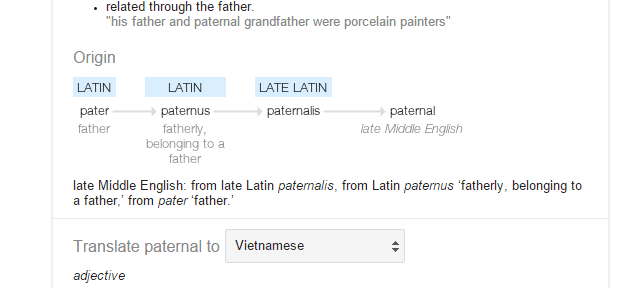 related through the father.
"his father and paternal grandfather were porcelain painters"
Origin
LATIN LATIN LATE LATIN
pater paternus paternalis paternal
father fatherly, late Middle English
belonging to a
father
late Middle English: from late Latin paternalis, from Latin paternus ‘fatherly, belonging to
a father,’ from pater ‘father.’
Translate paternal to Vietnamese
adjective